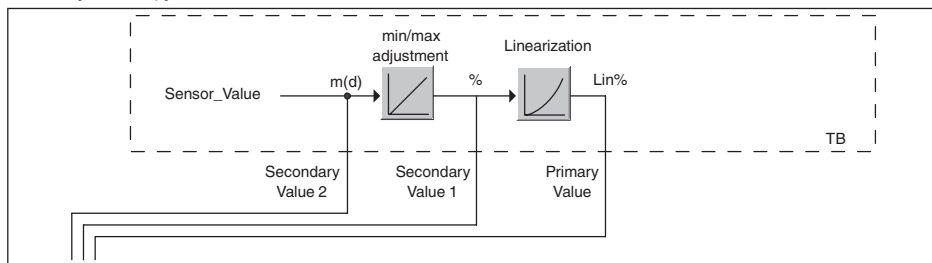 min/max
adjustment
Linearization
Sensor_Value
m(d)
%
Lin%
TB
Secondary
Value 2
Secondary
Value 1
Primary
Value